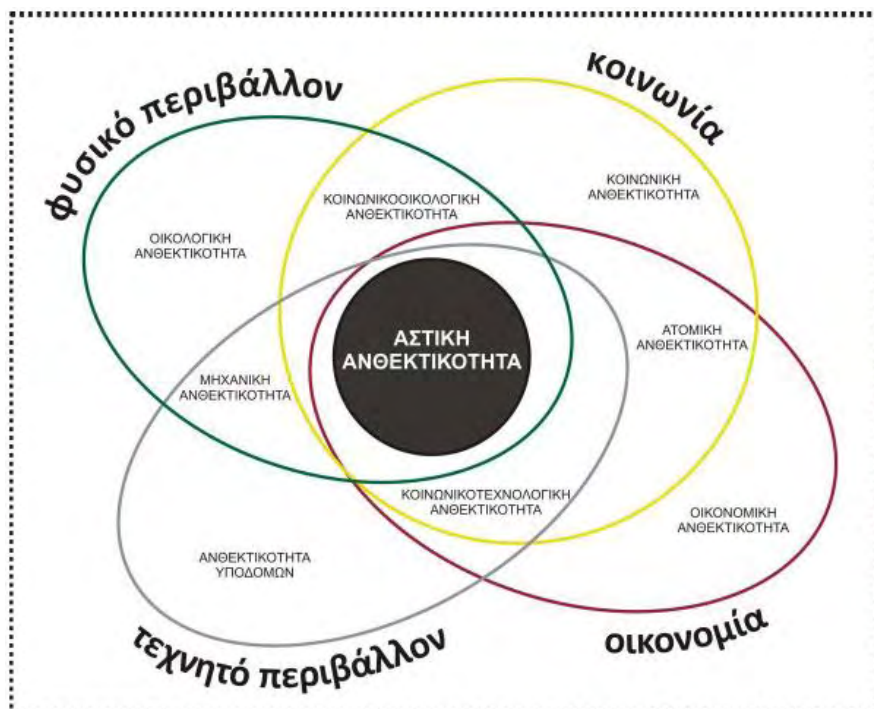 φυσικό περιβάλλον
κοινωνία
ΚΟΙΝΩΝΙΚΗ
ΑΝΘΕΚΤΙΚΟΤΗΤΑ
ΚΟΙΝΩΝΙΚΟΟΙΚΟΛΟΓΙΚΗ
ΑΝΘΕΚΤΙΚΟΤΗΤΑ
ΟΙΚΟΛΟΓΙΚΗ
ΑΝΘΕΚΤΙΚΟΤΗΤΑ
ΑΣΤΙΚΗ
ΑΝΘΕΚΤΙΚΟΤΗΤΑ
ΑΤΟΜΙΚΗ
ΑΝΘΕΚΤΙΚΟΤΗΤΑ
ΜΗΧΑΝΙΚΗ
ΑΝΘΕΚΤΙΚΟΤΗΤΑ
ΚΟΙΝΩΝΙΚΟΤΕΧΝΟΛΟΓΙΚΗ
ΑΝΘΕΚΤΙΚΟΤΗΤΑ
ΟΙΚΟΝΟΜΙΚΗ
ΑΝΘΕΚΤΙΚΟΤΗΤΑ
ΑΝΘΕΚΤΙΚΟΤΗΤΑ
ΥΠΟΔΟΜΩΝ
τεχνητό περιβάλλον
οικονομία